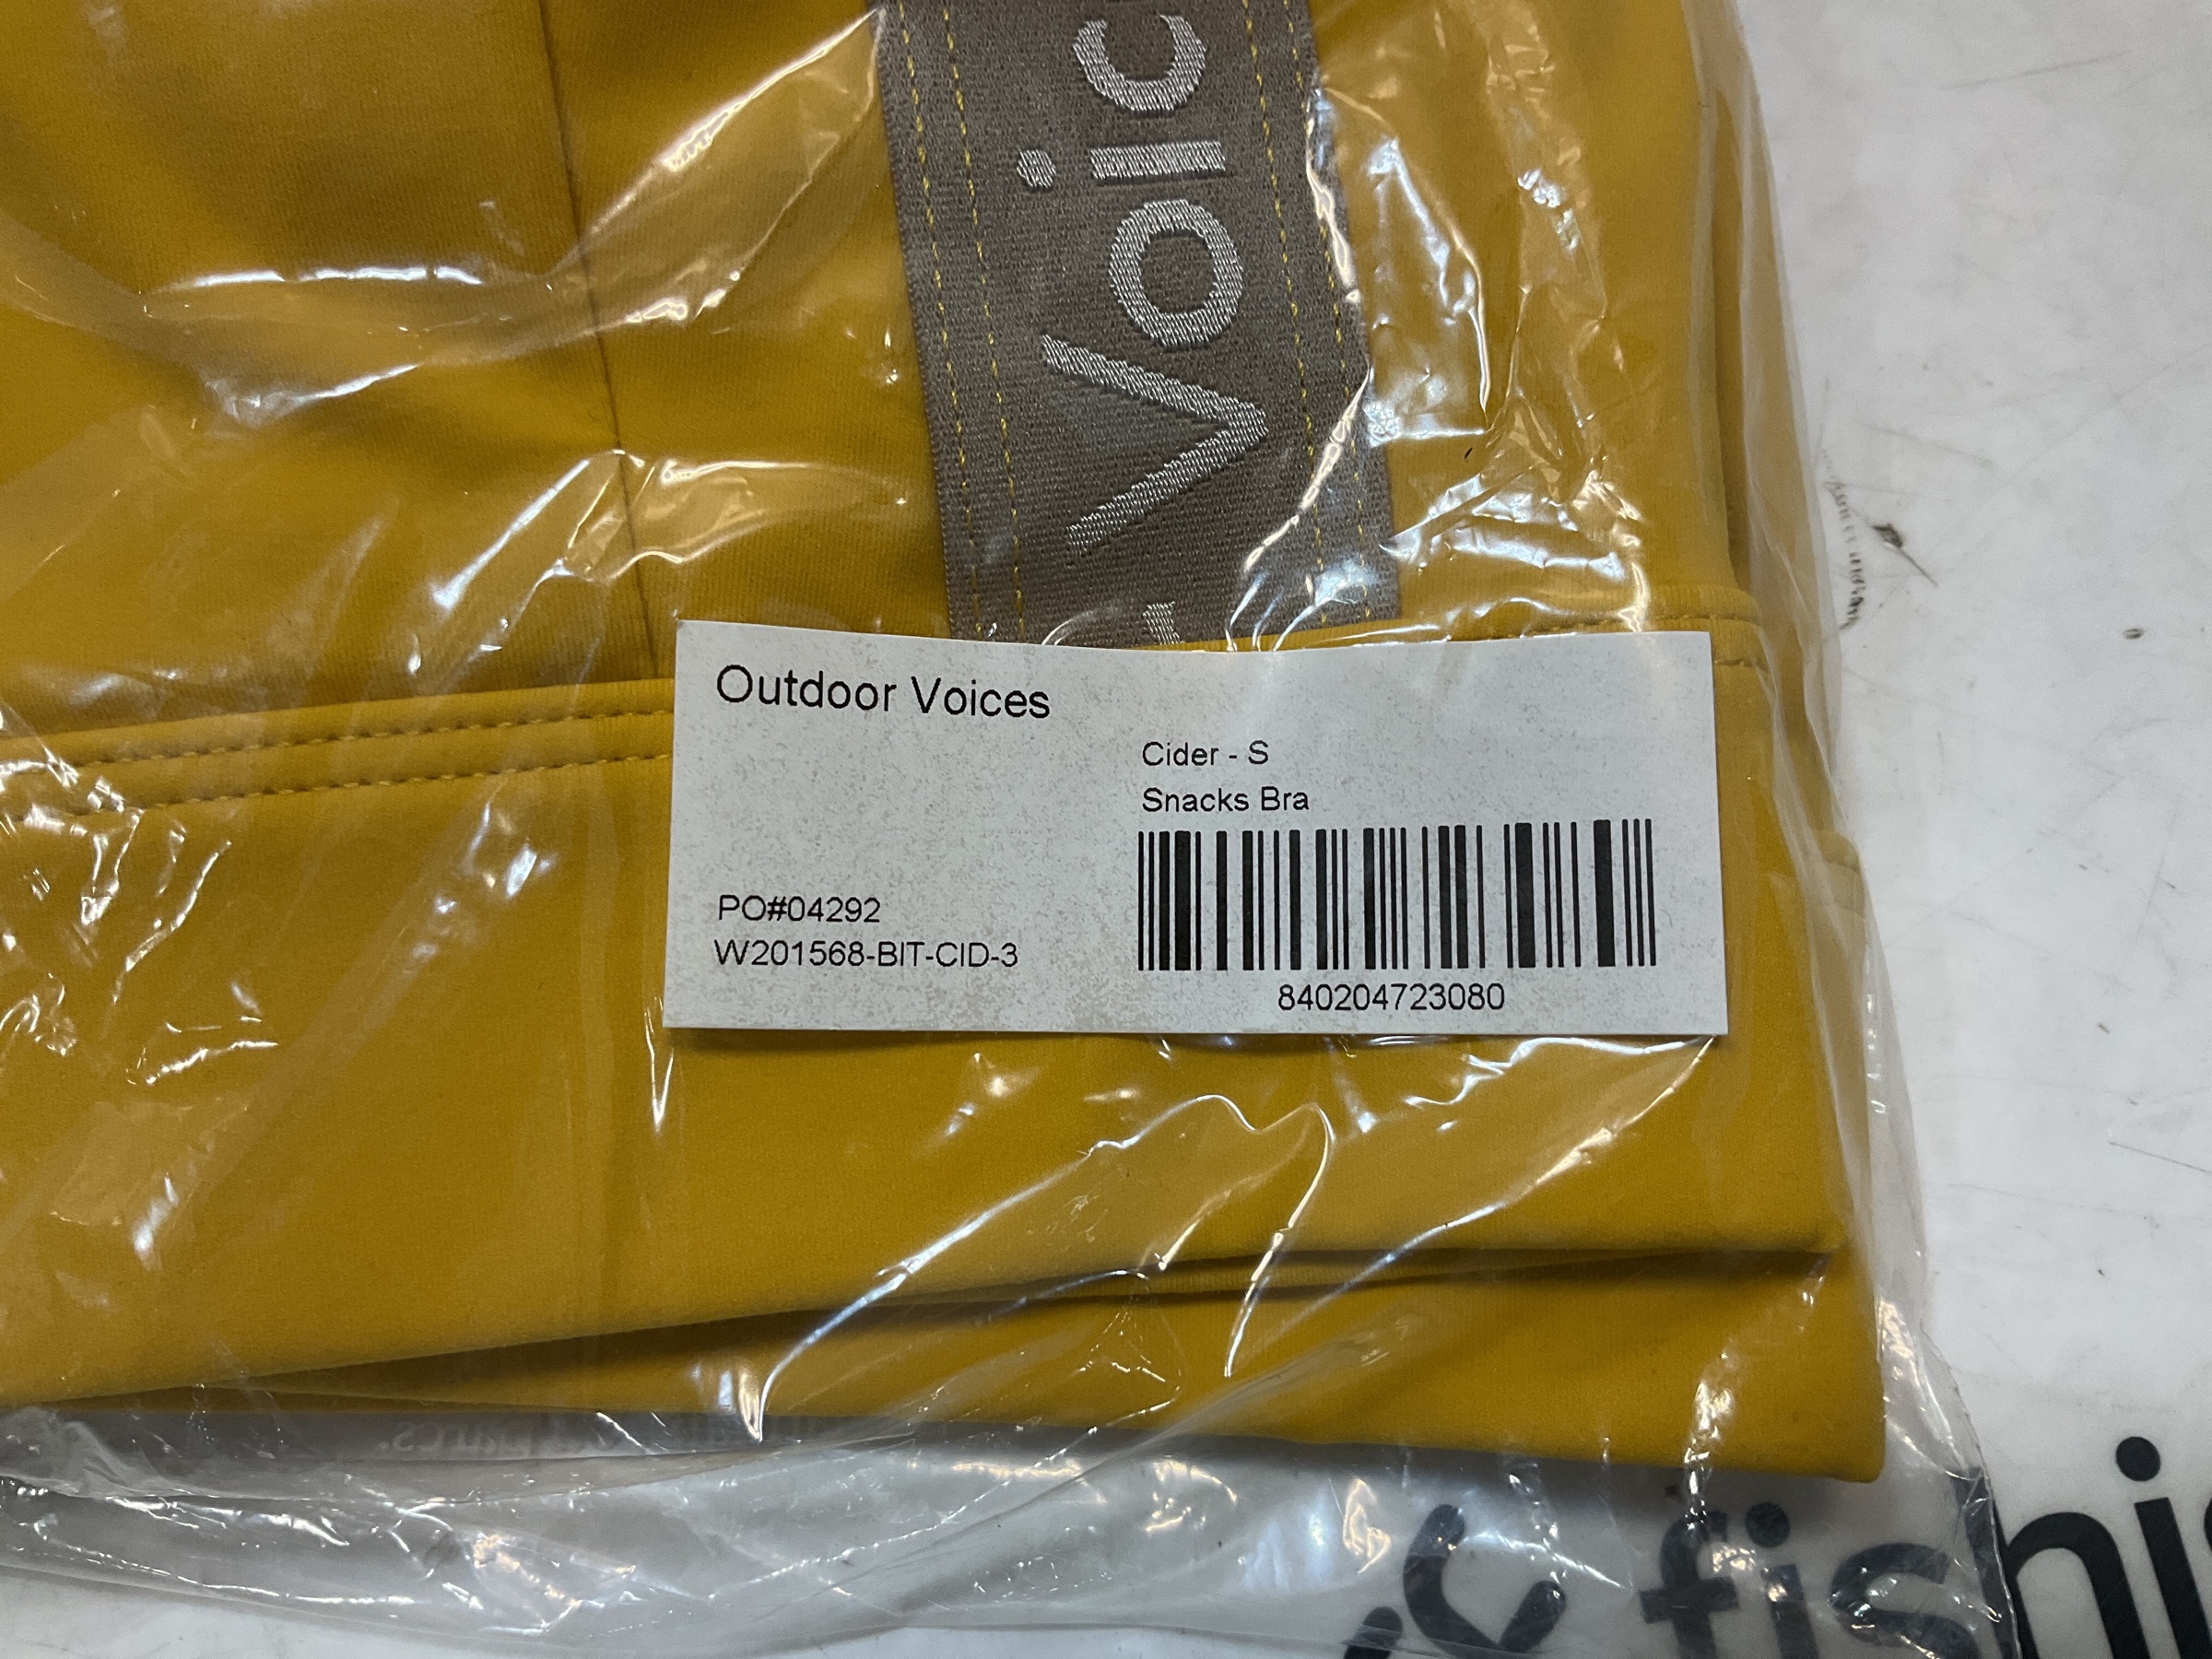 Voic
Outdoor Voices
Cider - S
Snacks Bra
PO#04292
W201568-BIT-CID-3
840204723080
& fishi